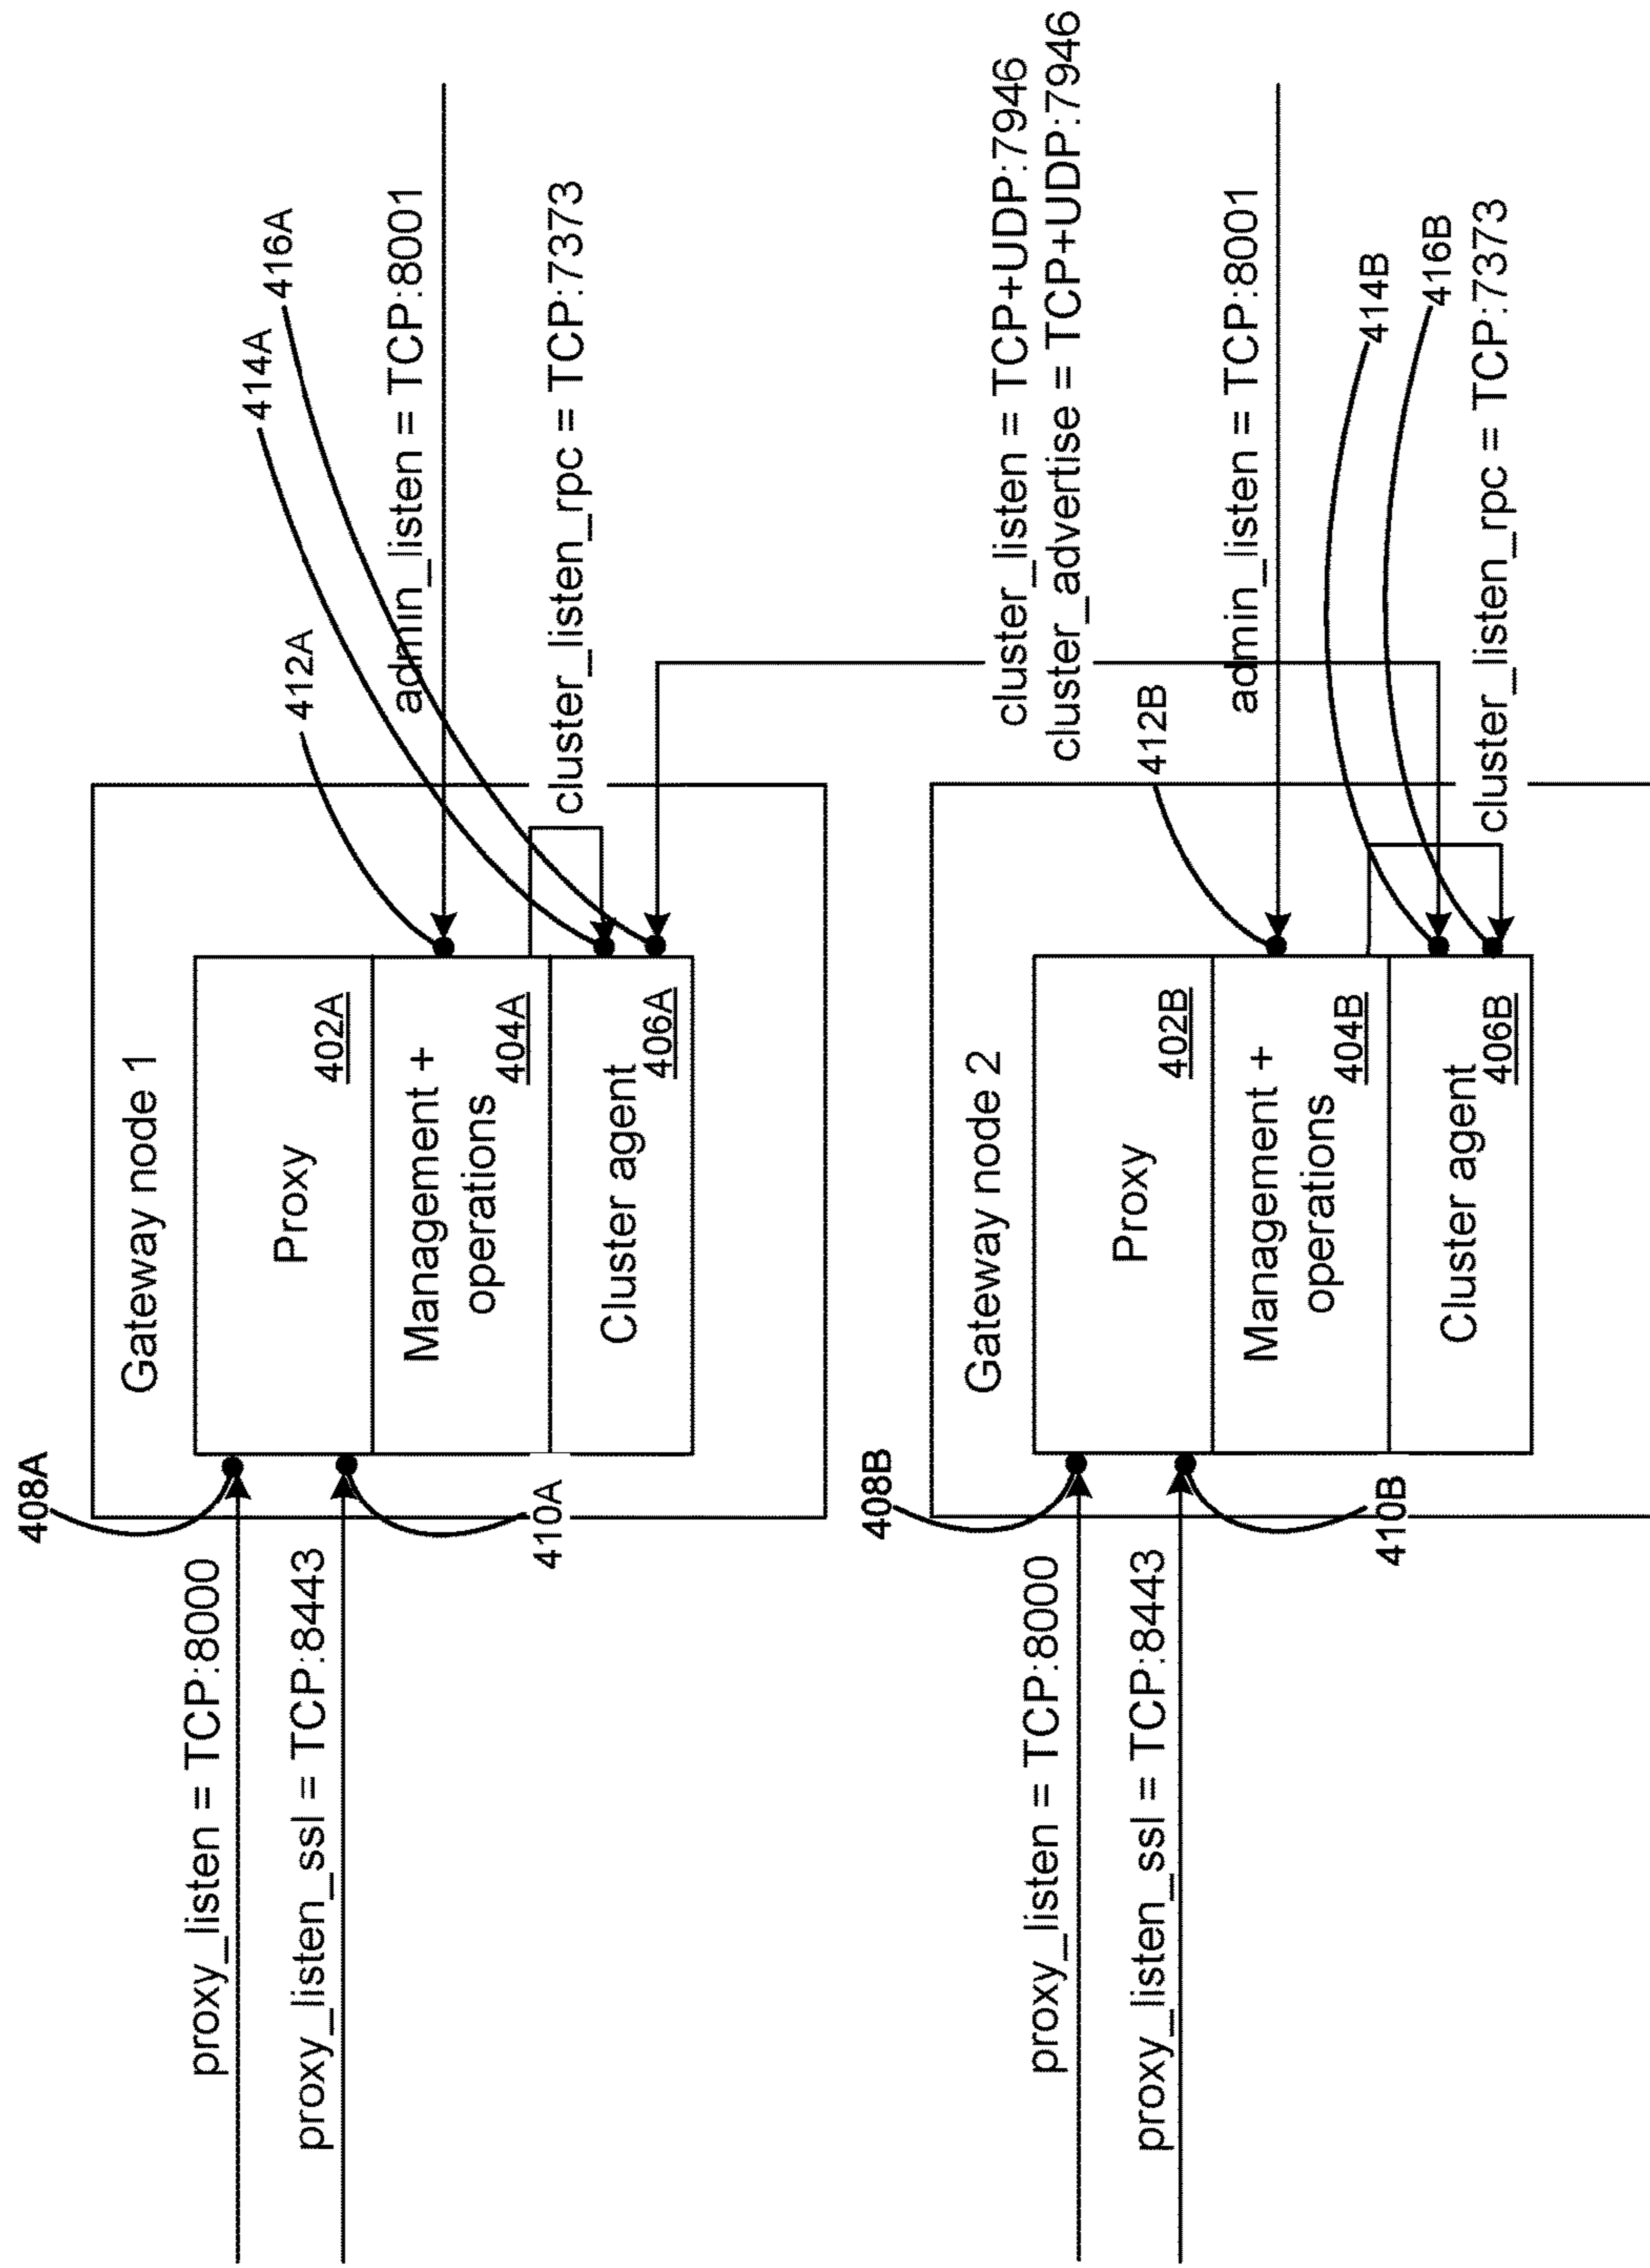 408A
Gateway node 1
412A
414A
416A
proxy_listen = TCP:8000
Proxy
402A
proxy_listen_ssl = TCP:8443
admin_listen = TCP:8001
Management +
operations
404A
410A
cluster_listen_rpc = TCP:7373
Cluster agent
406A
408B
Gateway node 2
cluster_listen = TCP+UDP:7946
cluster_advertise = TCP+UDP:7946
412B
proxy_listen = TCP:8000
Proxy
402B
proxy_listen_ssl = TCP:8443
admin_listen = TCP:8001
Management +
operations
404B
414B
410B
416B
Cluster agent
406B
cluster_listen_rpc = TCP:7373